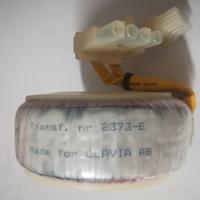 Transf. nr 2373-E
Made for CLAVIA AB